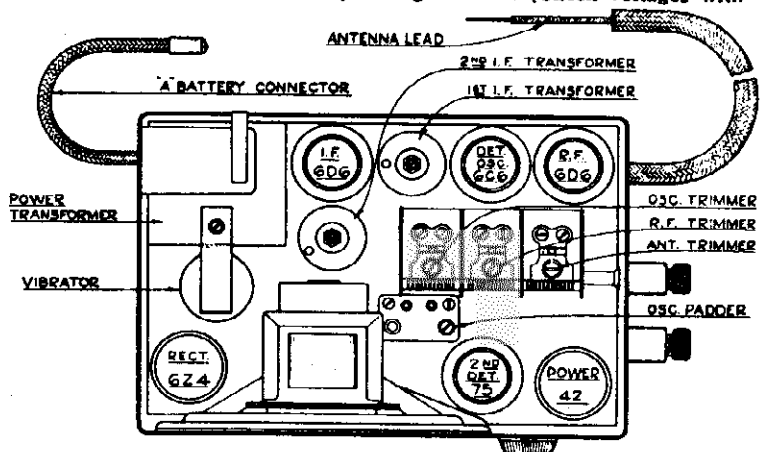 ANTENNA LEAD
2ND I.F. TRANSFORMER
"A" BATTERY CONNECTOR
1ST I.F. TRANSFORMER
I.F.
6D6
DET.
OSC.
6C6
R.F.
6D6
POWER
TRANSFORMER
OSC. TRIMMER
R.F. TRIMMER
ANT. TRIMMER
VIBRATOR
OSC. PADDER
RECT.
6Z4
2ND
DET.
75
POWER
42